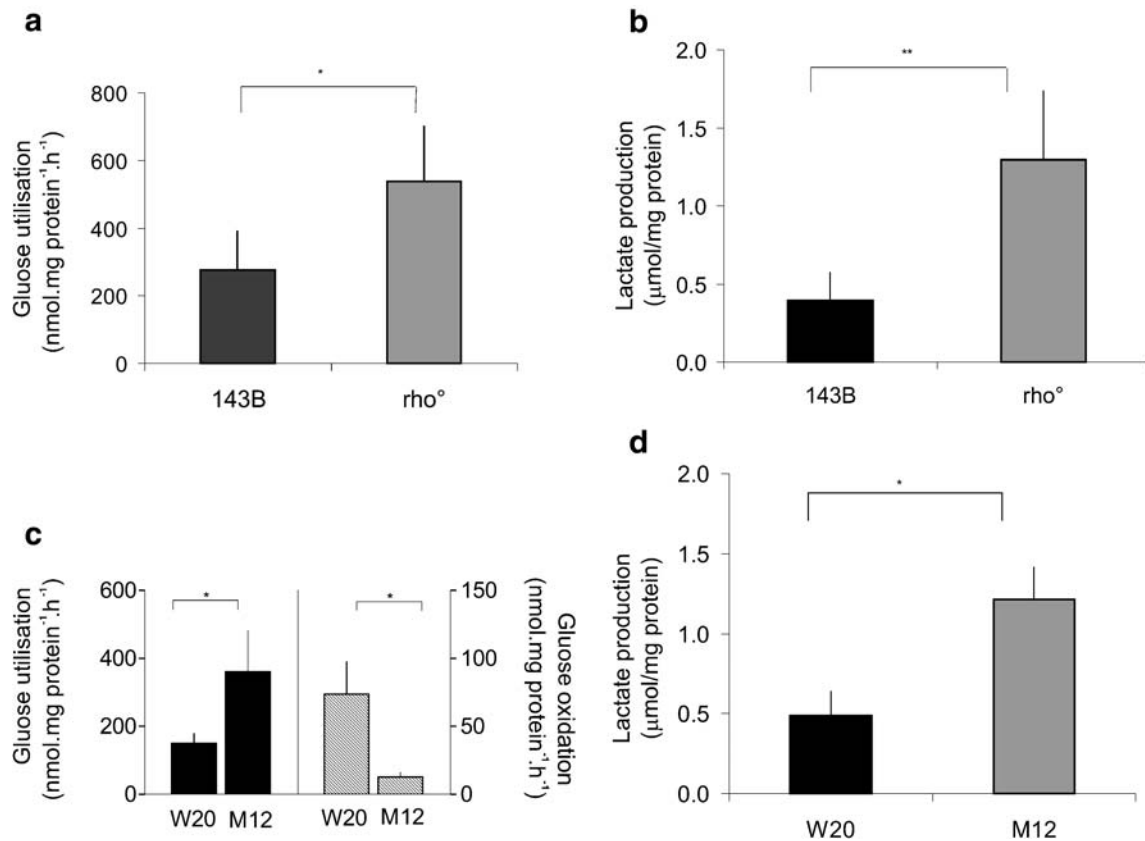 a
*
800
600
400
200
0
Glucose utilisation
(nmol.mg protein⁻¹.h⁻¹)
143B
rho°
b
**
2.0
1.5
1.0
0.5
0.0
Lactate production
(μmol/mg protein)
143B
rho°
c
*
*
600
400
200
0
Glucose utilisation
(nmol.mg protein⁻¹.h⁻¹)
150
100
50
0
Glucose oxidation
(nmol.mg protein⁻¹.h⁻¹)
W20 M12
W20 M12
d
*
2.0
1.5
1.0
0.5
0.0
Lactate production
(μmol/mg protein)
W20
M12